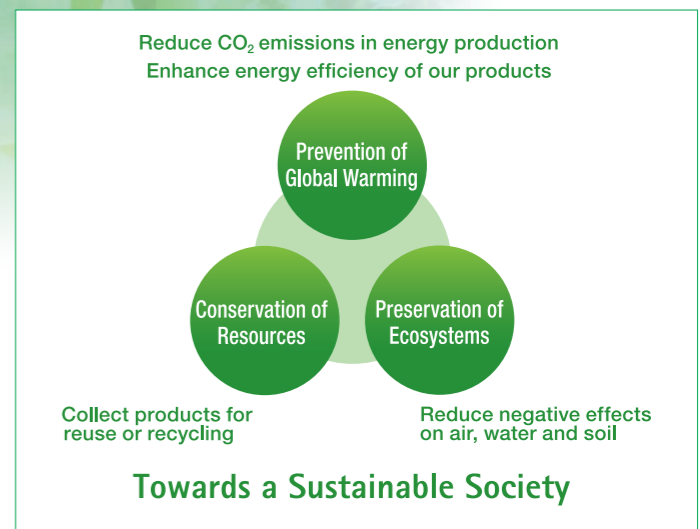 Reduce CO₂ emissions in energy production
Enhance energy efficiency of our products
Prevention of
Global Warming
Conservation of
Resources
Preservation of
Ecosystems
Collect products for
reuse or recycling
Reduce negative effects
on air, water and soil
Towards a Sustainable Society